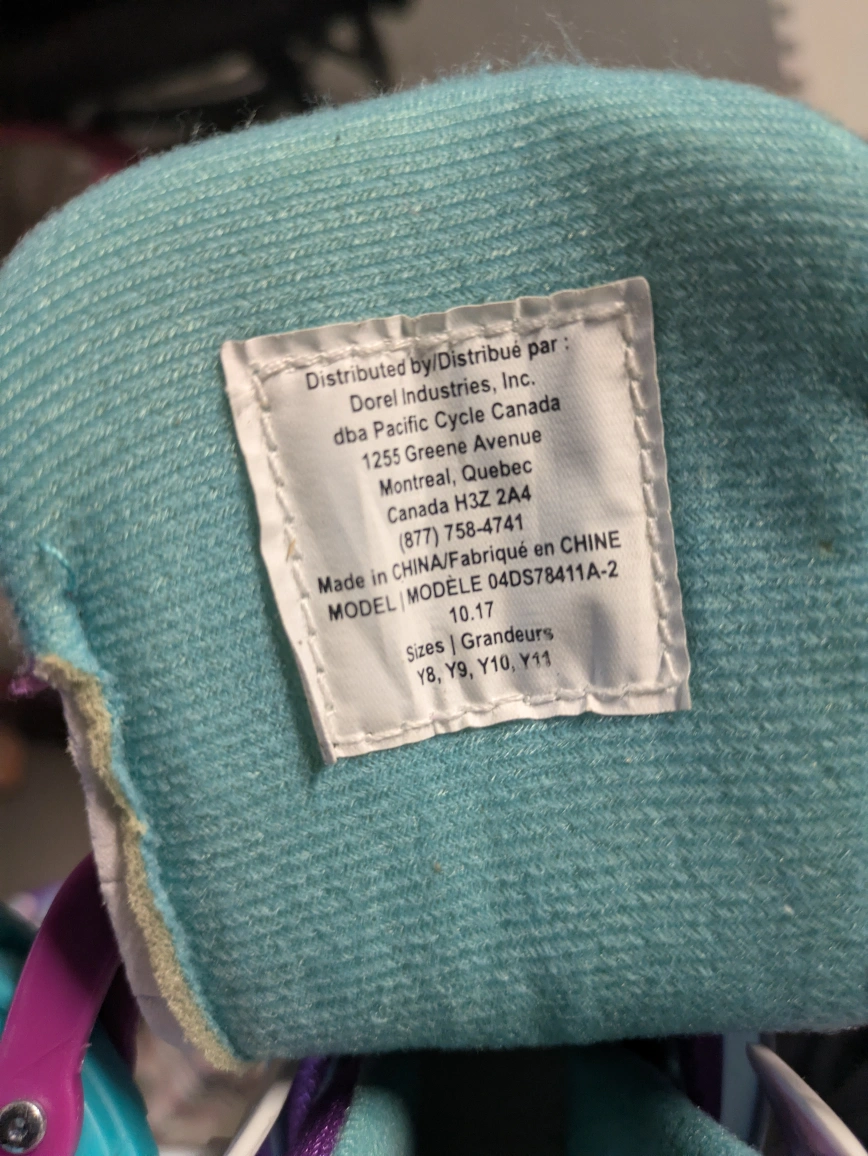 Distributed by/Distribué par :
Dorel Industries, Inc.
dba Pacific Cycle Canada
1255 Greene Avenue
Montreal, Quebec
Canada H3Z 2A4
(877) 758-4741
Made in CHINA/Fabriqué en CHINE
MODEL | MODÈLE 04DS78411A-2
10.17
Sizes | Grandeurs
Y8, Y9, Y10, Y11